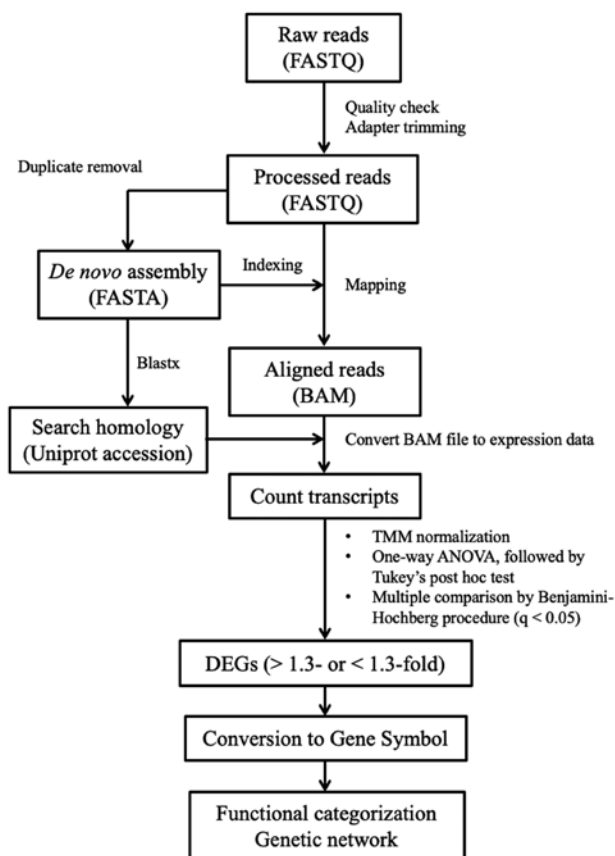 Raw reads
(FASTQ)
Quality check
Adapter trimming
Duplicate removal
Processed reads
(FASTQ)
De novo assembly
(FASTA)
Indexing
Mapping
Blastx
Aligned reads
(BAM)
Search homology
(Uniprot accession)
Convert BAM file to expression data
Count transcripts
• TMM normalization
• One-way ANOVA, followed by
Tukey's post hoc test
• Multiple comparison by Benjamini-
Hochberg procedure (q < 0.05)
DEGs (> 1.3- or < 1.3-fold)
Conversion to Gene Symbol
Functional categorization
Genetic network